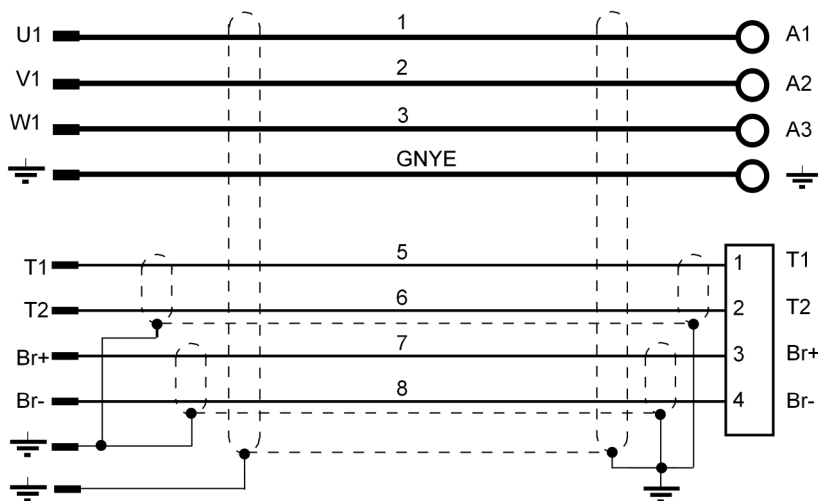 U1 1 A1
V1 2 A2
W1 3 A3
GNYE
T1 5 1 T1
T2 6 2 T2
Br+ 7 3 Br+
Br- 8 4 Br-